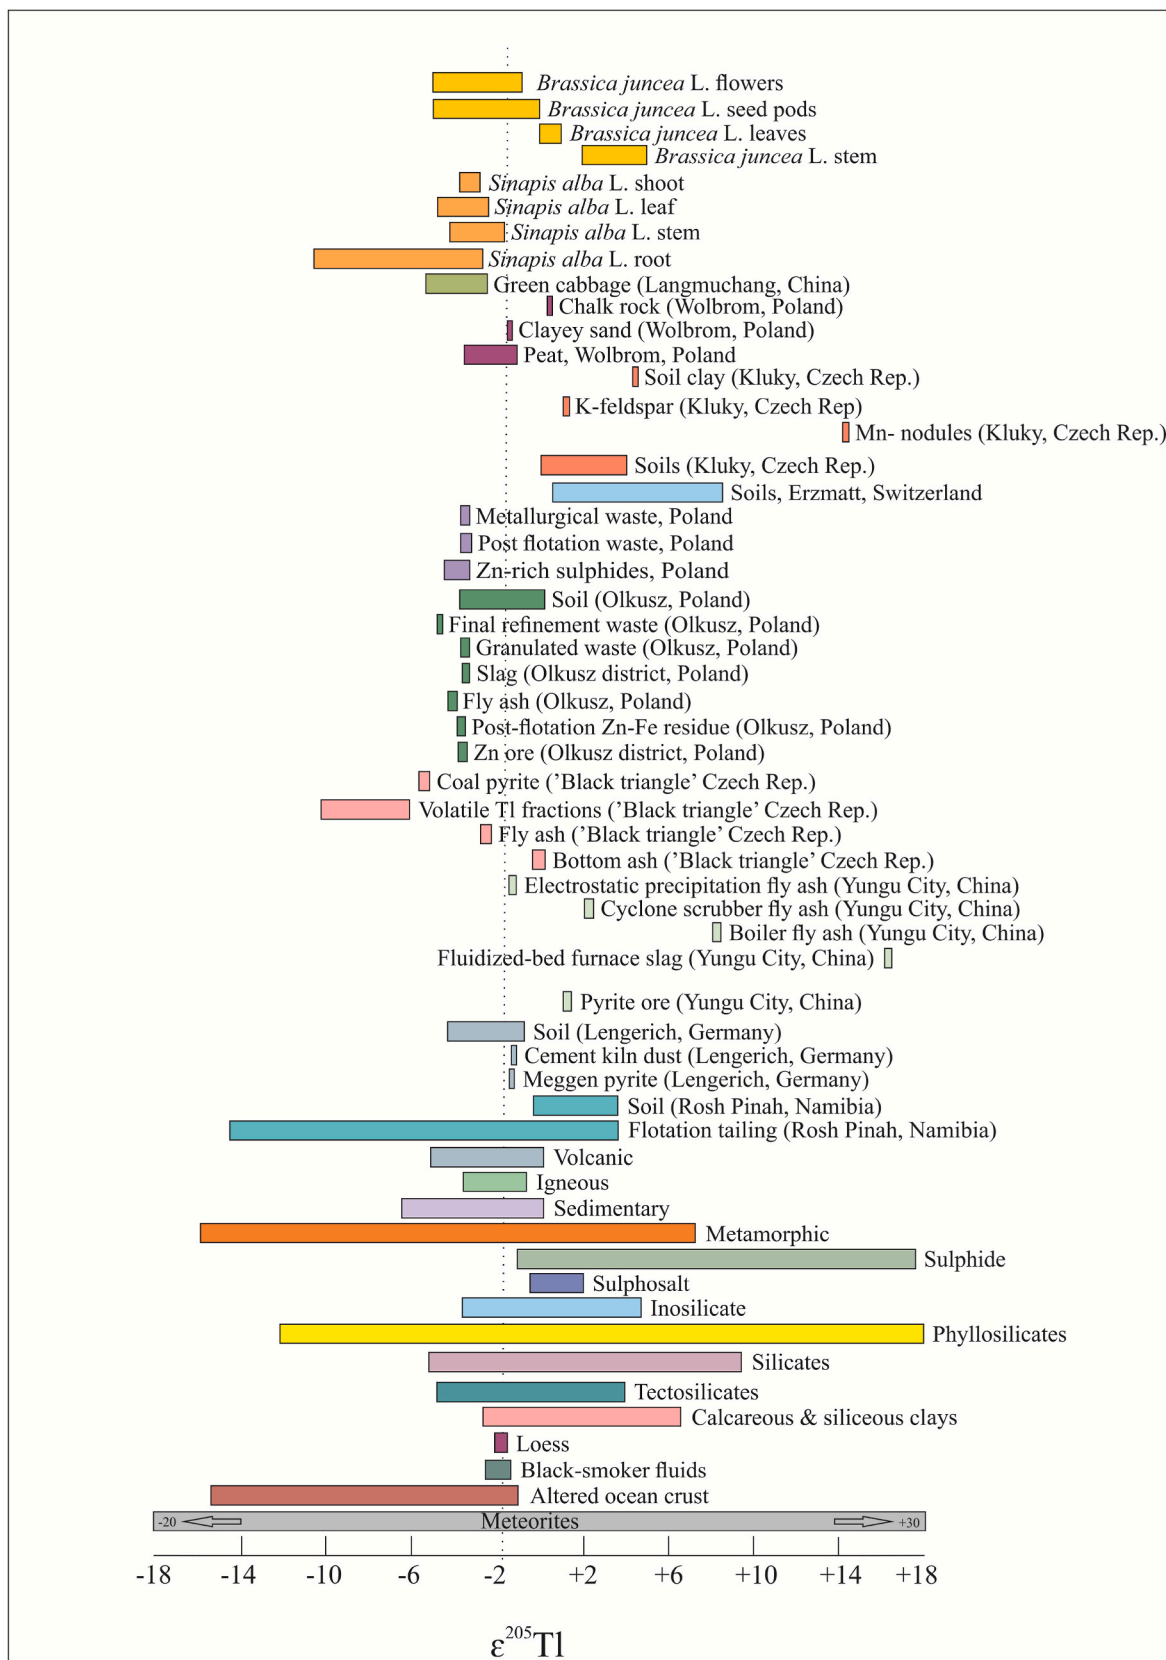 Brassica juncea L. flowers
Brassica juncea L. seed pods
Brassica juncea L. leaves
Brassica juncea L. stem
Sinapis alba L. shoot
Sinapis alba L. leaf
Sinapis alba L. stem
Sinapis alba L. root
Green cabbage (Langmuchang, China)
Chalk rock (Wolbrom, Poland)
Clayey sand (Wolbrom, Poland)
Peat, Wolbrom, Poland
Soil clay (Kluky, Czech Rep.)
K-feldspar (Kluky, Czech Rep)
Mn- nodules (Kluky, Czech Rep.)
Soils (Kluky, Czech Rep.)
Soils, Erzmatt, Switzerland
Metallurgical waste, Poland
Post flotation waste, Poland
Zn-rich sulphides, Poland
Soil (Olkusz, Poland)
Final refinement waste (Olkusz, Poland)
Granulated waste (Olkusz, Poland)
Slag (Olkusz district, Poland)
Fly ash (Olkusz, Poland)
Post-flotation Zn-Fe residue (Olkusz, Poland)
Zn ore (Olkusz district, Poland)
Coal pyrite ('Black triangle' Czech Rep.)
Volatile Tl fractions ('Black triangle' Czech Rep.)
Fly ash ('Black triangle' Czech Rep.)
Bottom ash ('Black triangle' Czech Rep.)
Electrostatic precipitation fly ash (Yungu City, China)
Cyclone scrubber fly ash (Yungu City, China)
Boiler fly ash (Yungu City, China)
Fluidized-bed furnace slag (Yungu City, China)
Pyrite ore (Yungu City, China)
Soil (Lengerich, Germany)
Cement kiln dust (Lengerich, Germany)
Meggen pyrite (Lengerich, Germany)
Soil (Rosh Pinah, Namibia)
Flotation tailing (Rosh Pinah, Namibia)
Volcanic
Igneous
Sedimentary
Metamorphic
Sulphide
Sulphosalt
Inosilicate
Phyllosilicates
Silicates
Tectosilicates
Calcareous & siliceous clays
Loess
Black-smoker fluids
Altered ocean crust
-20 Meteorites +30
-18 -14 -10 -6 -2 +2 +6 +10 +14 +18
ε²⁰⁵Tl